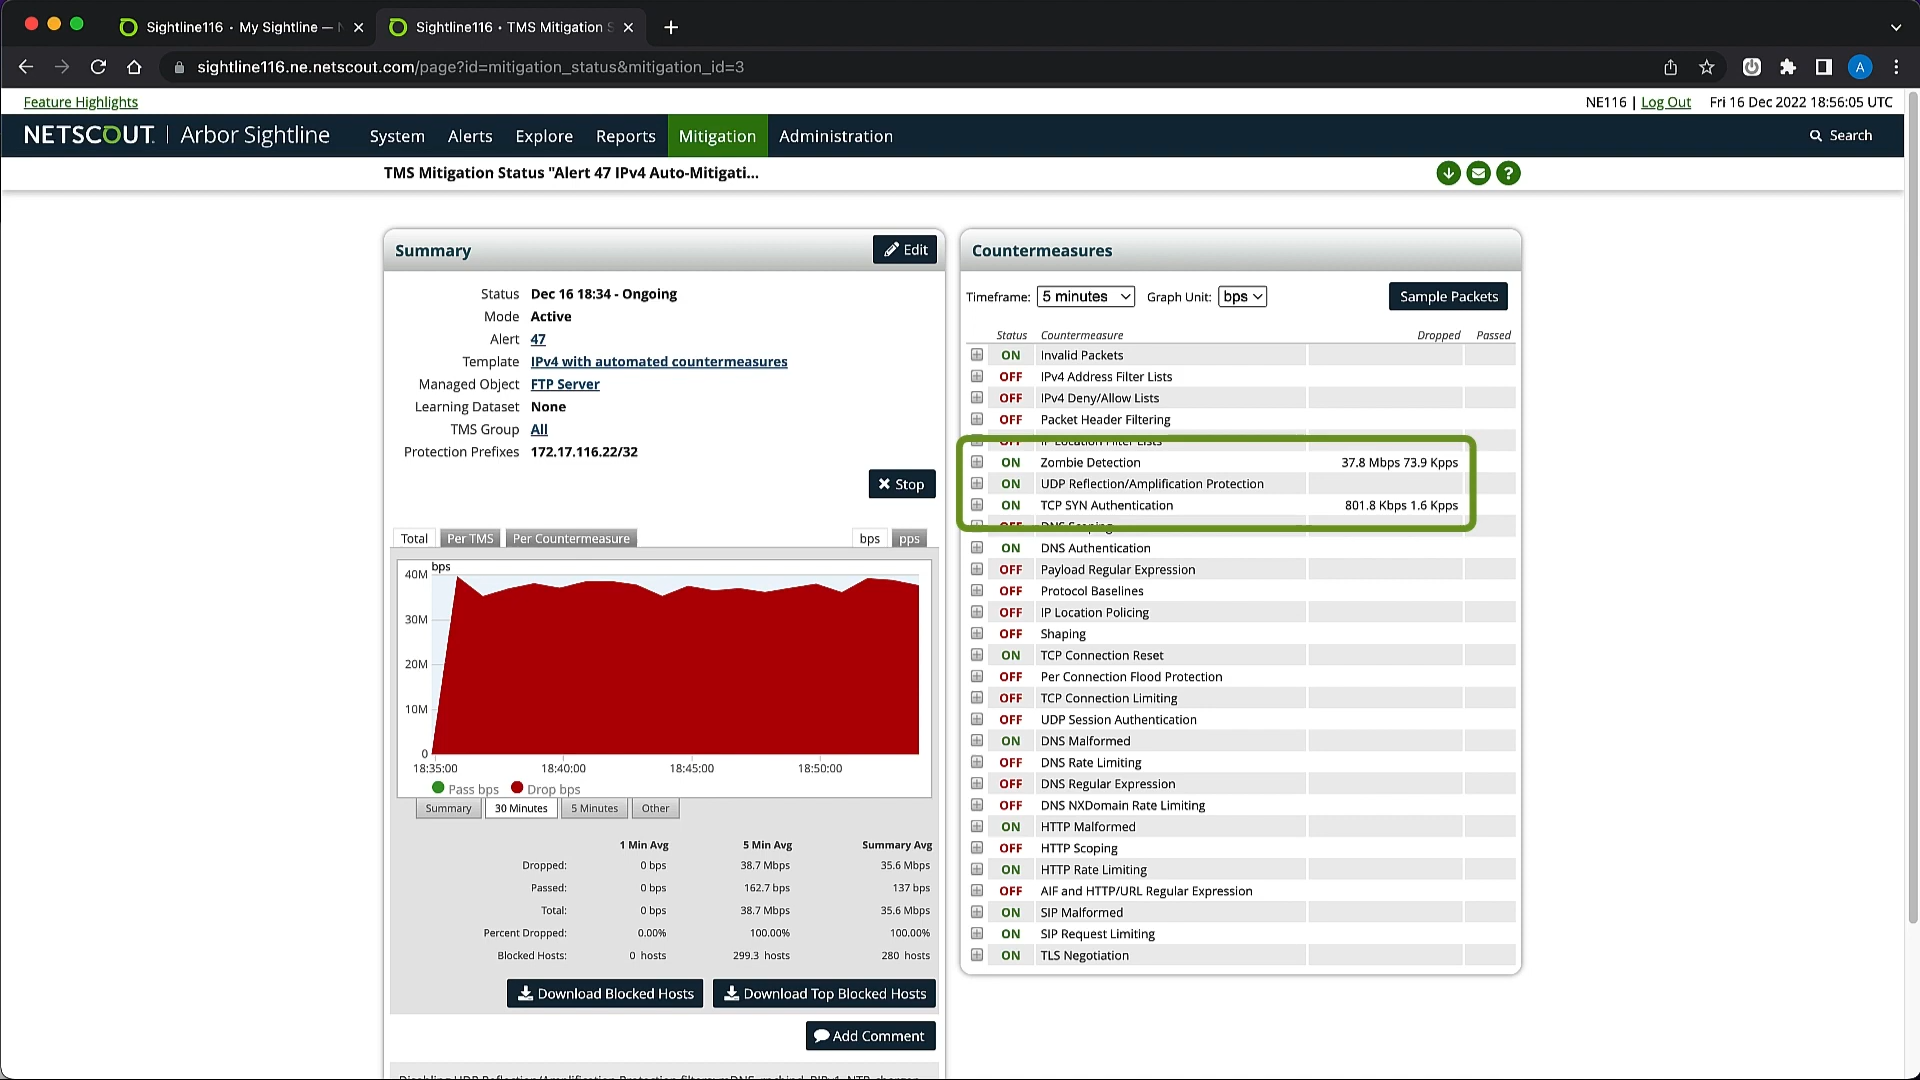 Sightline116 · My Sightline —
Sightline116 · TMS Mitigation
sightline116.ne.netscout.com/page?id=mitigation_status&mitigation_id=3
A
Feature Highlights
NE116 | Log Out Fri 16 Dec 2022 18:56:05 UTC
NETSCOUT. | Arbor Sightline System Alerts Explore Reports Mitigation Administration Search
TMS Mitigation Status "Alert 47 IPv4 Auto-Mitigati...
?
Summary
Edit
Status Dec 16 18:34 - Ongoing
Mode Active
Alert 47
Template IPv4 with automated countermeasures
Managed Object FTP Server
Learning Dataset None
TMS Group All
Protection Prefixes 172.17.116.22/32
Stop
Total Per TMS Per Countermeasure bps pps
bps
40M
30M
20M
10M
0
18:35:00 18:40:00 18:45:00 18:50:00
Pass bps Drop bps
Summary 30 Minutes 5 Minutes Other
1 Min Avg 5 Min Avg Summary Avg
Dropped: 0 bps 38.7 Mbps 35.6 Mbps
Passed: 0 bps 162.7 bps 137 bps
Total: 0 bps 38.7 Mbps 35.6 Mbps
Percent Dropped: 0.00% 100.00% 100.00%
Blocked Hosts: 0 hosts 299.3 hosts 280 hosts
Download Blocked Hosts Download Top Blocked Hosts
Add Comment
Countermeasures
Timeframe: 5 minutes Graph Unit: bps Sample Packets
Status Countermeasure Dropped Passed
ON Invalid Packets
OFF IPv4 Address Filter Lists
OFF IPv4 Deny/Allow Lists
OFF Packet Header Filtering
OFF IP Location Filter Lists
ON Zombie Detection 37.8 Mbps 73.9 Kpps
ON UDP Reflection/Amplification Protection
ON TCP SYN Authentication 801.8 Kbps 1.6 Kpps
OFF DNS Scoping
ON DNS Authentication
OFF Payload Regular Expression
OFF Protocol Baselines
OFF IP Location Policing
OFF Shaping
ON TCP Connection Reset
OFF Per Connection Flood Protection
OFF TCP Connection Limiting
OFF UDP Session Authentication
ON DNS Malformed
OFF DNS Rate Limiting
OFF DNS Regular Expression
OFF DNS NXDomain Rate Limiting
ON HTTP Malformed
OFF HTTP Scoping
ON HTTP Rate Limiting
OFF AIF and HTTP/URL Regular Expression
ON SIP Malformed
ON SIP Request Limiting
ON TLS Negotiation